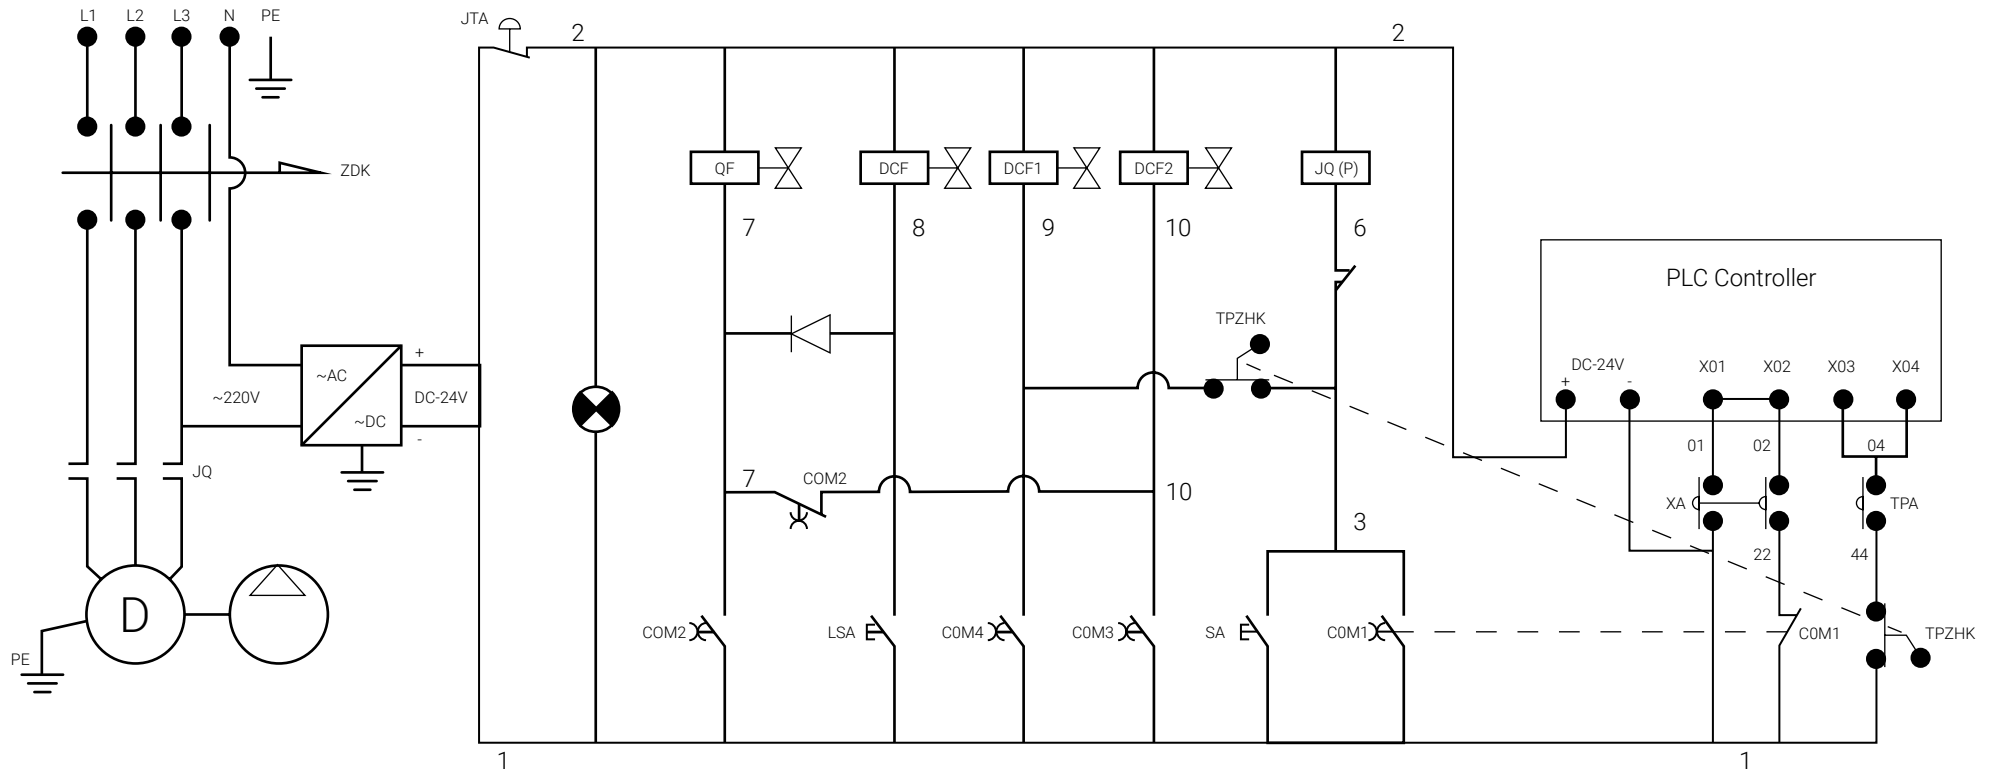 L1 L2 L3 N PE
JTA
2 2
ZDK
QF DCF DCF1 DCF2 JQ (P)
7 8 9 10 6
PLC Controller
TPZHK
+ DC-24V X01 X02 X03 X04
+ -
~AC
~220V DC-24V
~DC
-
01 02 04
JQ
7 COM2 10
XA TPA
3
22 44
D
COM2 LSA C0M4 C0M3 SA C0M1 C0M1 TPZHK
PE
1 1